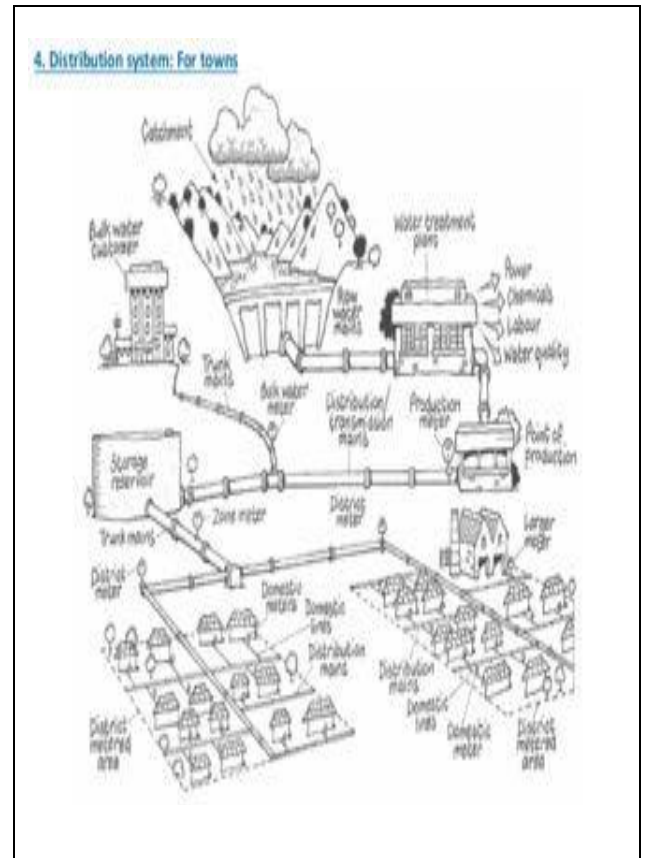 4. Distribution system: For towns
Catchment
Bulk water
customer
Water treatment
plant
Raw
water
mains
Power
Chemicals
Labour
Water quality
Trunk
mains
Bulk water
meter
Distribution/
transmission
mains
Production
meter
Point of
production
Storage
reservoir
Zone meter
District
meter
Larger
meter
Trunk mains
District
meter
Domestic
meters
Domestic
lines
Distribution
mains
Distribution
mains
Domestic
lines
Domestic
meter
District
metered
area
District
metered
area